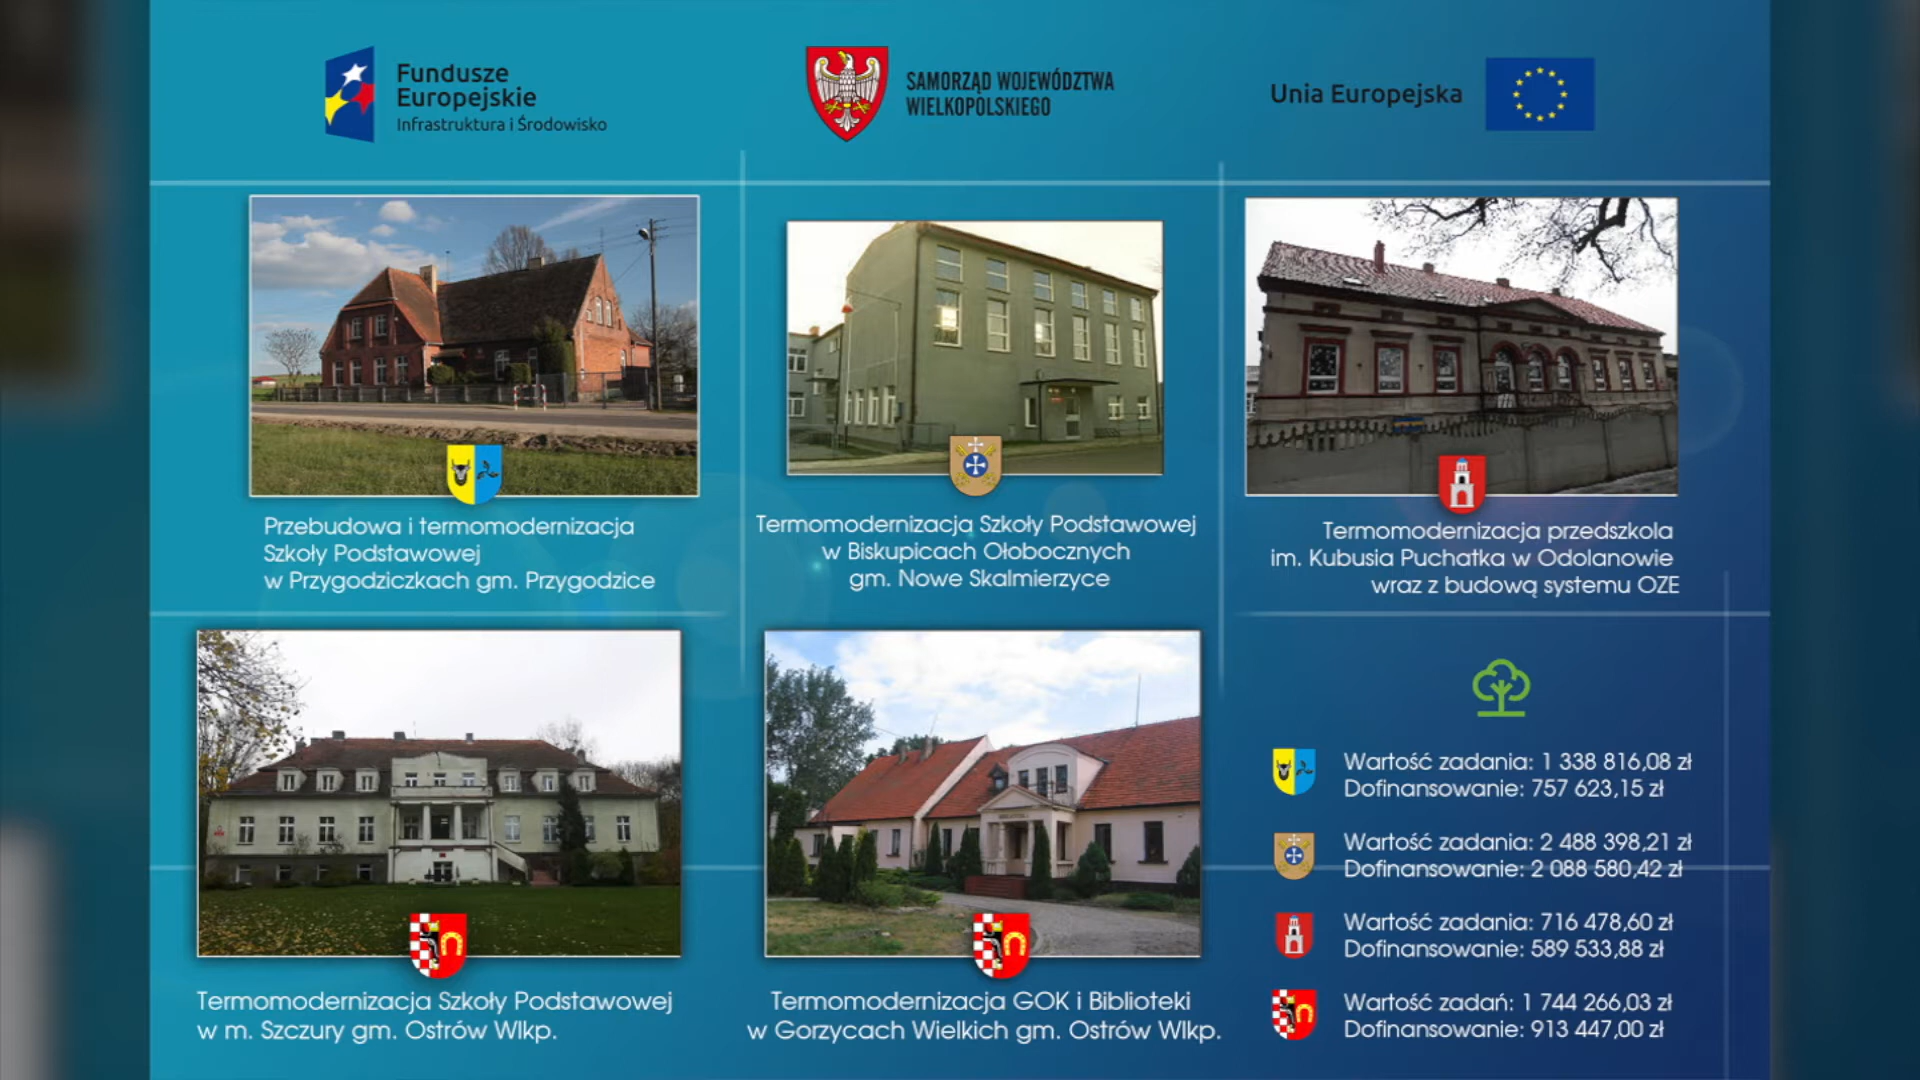 Fundusze
Europejskie
Infrastruktura i Środowisko
SAMORZĄD WOJEWÓDZTWA
WIELKOPOLSKIEGO
Unia Europejska
Przebudowa i termomodernizacja
Szkoły Podstawowej
w Przygodziczkach gm. Przygodzice
Termomodernizacja Szkoły Podstawowej
w Biskupicach Ołobocznych
gm. Nowe Skalmierzyce
Termomodernizacja przedszkola
im. Kubusia Puchatka w Odolanowie
wraz z budową systemu OZE
Termomodernizacja Szkoły Podstawowej
w m. Szczury gm. Ostrów Wlkp.
Termomodernizacja GOK i Biblioteki
w Gorzycach Wielkich gm. Ostrów Wlkp.
Wartość zadania: 1 338 816,08 zł
Dofinansowanie: 757 623,15 zł
Wartość zadania: 2 488 398,21 zł
Dofinansowanie: 2 088 580,42 zł
Wartość zadania: 716 478,60 zł
Dofinansowanie: 589 533,88 zł
Wartość zadań: 1 744 266,03 zł
Dofinansowanie: 913 447,00 zł